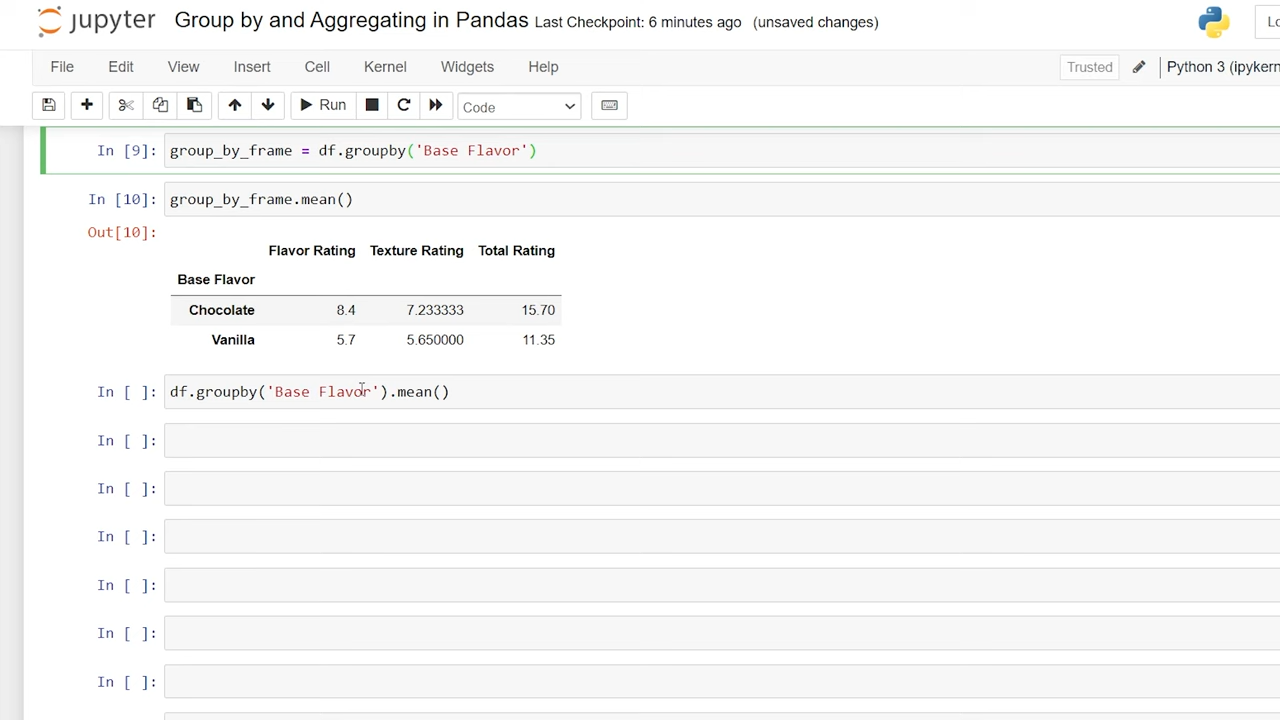 jupyter Group by and Aggregating in Pandas Last Checkpoint: 6 minutes ago (unsaved changes)
File Edit View Insert Cell Kernel Widgets Help Trusted Python 3 (ipykern
Run Code
In [9]: group_by_frame = df.groupby('Base Flavor')
In [10]: group_by_frame.mean()
Out[10]:
Flavor Rating Texture Rating Total Rating
Base Flavor
Chocolate 8.4 7.233333 15.70
Vanilla 5.7 5.650000 11.35
In [ ]: df.groupby('Base Flavor').mean()
In [ ]:
In [ ]:
In [ ]:
In [ ]:
In [ ]:
In [ ]: